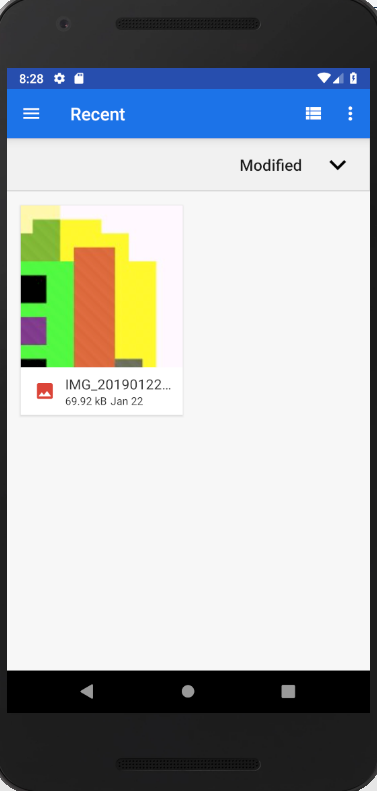 8:28
Recent
Modified
IMG_20190122...
69.92 kB Jan 22